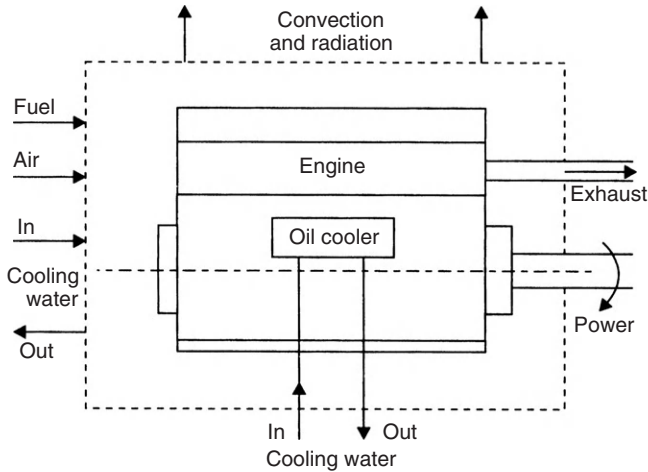 Convection
and radiation
Fuel
Air
Engine
Exhaust
In
Oil cooler
Cooling
water
Power
Out
In
Out
Cooling water